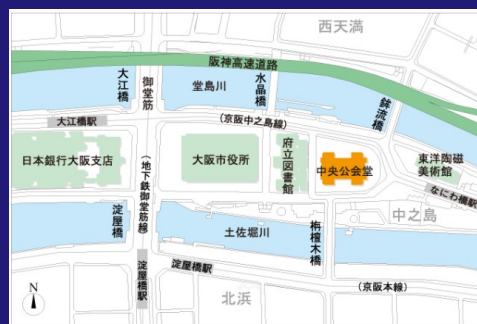 西天満
阪神高速道路
大江橋
御堂筋
堂島川
水晶橋
鉾流橋
大江橋駅
(京阪中之島線)
日本銀行大阪支店
(地下鉄御堂筋線)
大阪市役所
府立図書館
中央公会堂
東洋陶磁
美術館
なにわ橋駅
中之島
淀屋橋
土佐堀川
栴檀木橋
淀屋橋駅
淀屋橋駅
(京阪本線)
北浜
N